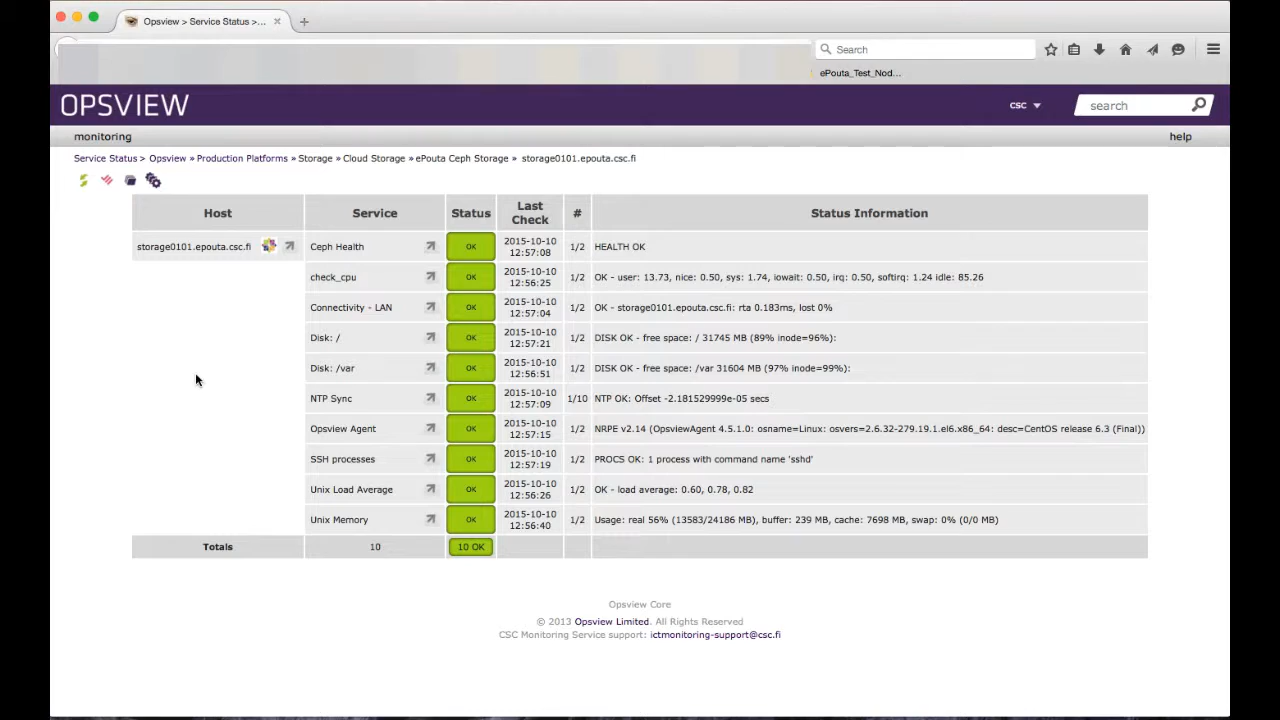 Opsview > Service Status >...
Search
ePouta_Test_Nod...
OPSVIEW
CSC
search
monitoring
help
Service Status > Opsview » Production Platforms » Storage » Cloud Storage » ePouta Ceph Storage » storage0101.epouta.csc.fi
Host Service Status Last Check # Status Information
storage0101.epouta.csc.fi Ceph Health OK 2015-10-10 12:57:08 1/2 HEALTH OK
check_cpu OK 2015-10-10 12:56:25 1/2 OK - user: 13.73, nice: 0.50, sys: 1.74, iowait: 0.50, irq: 0.50, softirq: 1.24 idle: 85.26
Connectivity - LAN OK 2015-10-10 12:57:04 1/2 OK - storage0101.epouta.csc.fi: rta 0.183ms, lost 0%
Disk: / OK 2015-10-10 12:57:21 1/2 DISK OK - free space: / 31745 MB (89% inode=96%):
Disk: /var OK 2015-10-10 12:56:51 1/2 DISK OK - free space: /var 31604 MB (97% inode=99%):
NTP Sync OK 2015-10-10 12:57:09 1/10 NTP OK: Offset -2.181529999e-05 secs
Opsview Agent OK 2015-10-10 12:57:15 1/2 NRPE v2.14 (OpsviewAgent 4.5.1.0: osname=Linux: osvers=2.6.32-279.19.1.el6.x86_64: desc=CentOS release 6.3 (Final))
SSH processes OK 2015-10-10 12:57:19 1/2 PROCS OK: 1 process with command name 'sshd'
Unix Load Average OK 2015-10-10 12:56:26 1/2 OK - load average: 0.60, 0.78, 0.82
Unix Memory OK 2015-10-10 12:56:40 1/2 Usage: real 56% (13583/24186 MB), buffer: 239 MB, cache: 7698 MB, swap: 0% (0/0 MB)
Totals 10 10 OK
Opsview Core
© 2013 Opsview Limited. All Rights Reserved
CSC Monitoring Service support: ictmonitoring-support@csc.fi